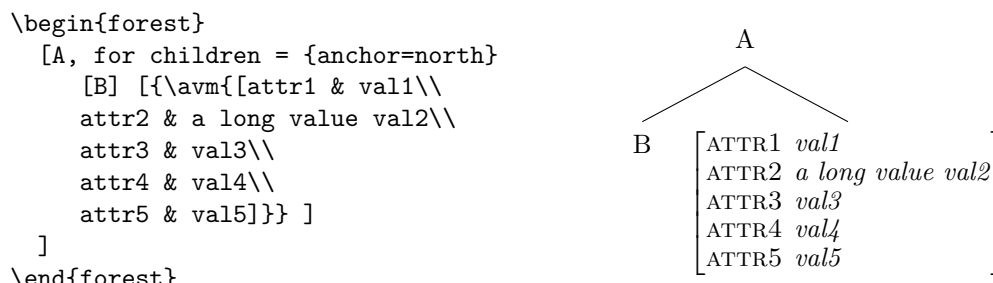 \begin{forest}
[A, for children = {anchor=north}
[B] [{\avm{[attr1 & val1\\
attr2 & a long value val2\\
attr3 & val3\\
attr4 & val4\\
attr5 & val5]}} ]
]
\end{forest}
A
B
ATTR1 val1
ATTR2 a long value val2
ATTR3 val3
ATTR4 val4
ATTR5 val5